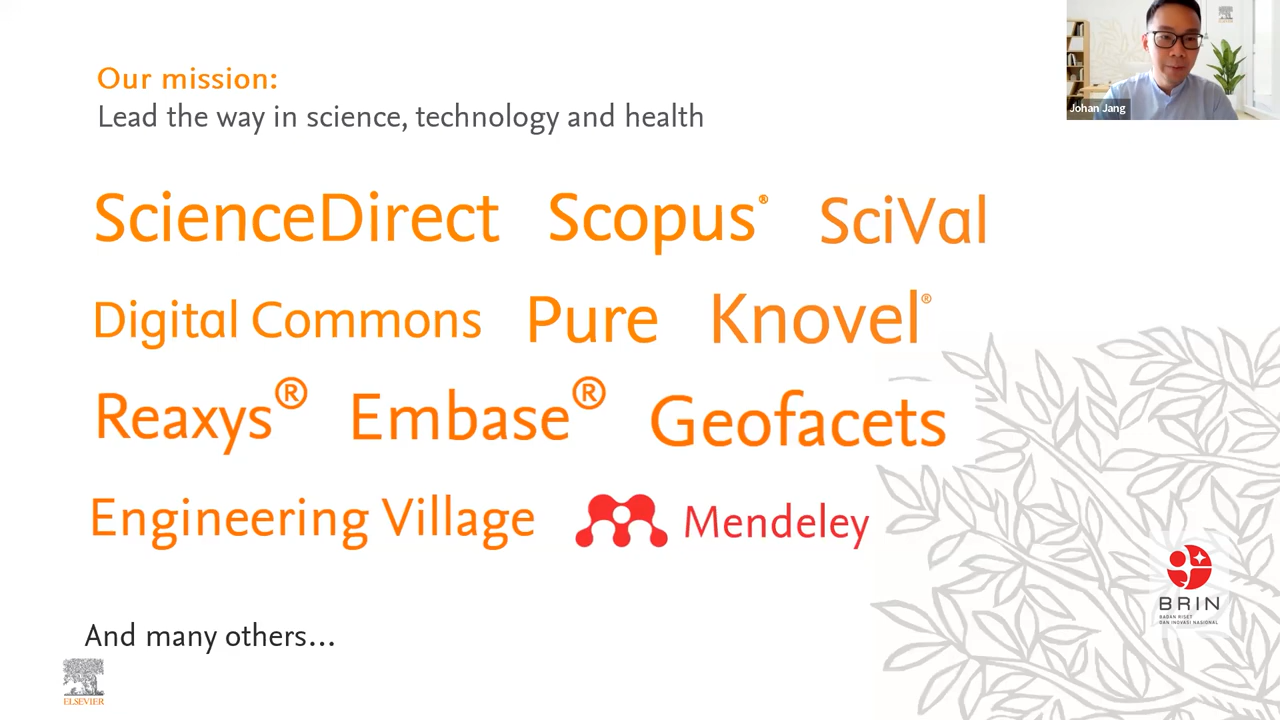 Our mission:
Lead the way in science, technology and health
Johan Jang
ScienceDirect Scopus® SciVal
Digital Commons Pure Knovel®
Reaxys® Embase® Geofacets
Engineering Village Mendeley
BRIN
BADAN RISET
DAN INOVASI NASIONAL
And many others...
ELSEVIER